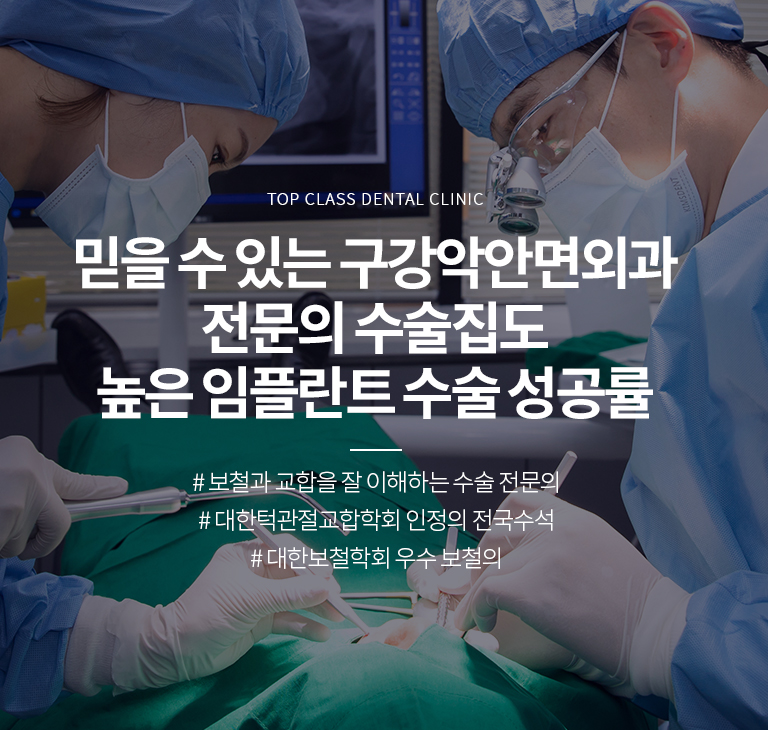 TOP CLASS DENTAL CLINIC
믿을 수 있는 구강악안면외과
전문의 수술집도
높은 임플란트 수술 성공률
# 보철과 교합을 잘 이해하는 수술 전문의
# 대한턱관절교합학회 인정의 전국수석
# 대한보철학회 우수 보철의